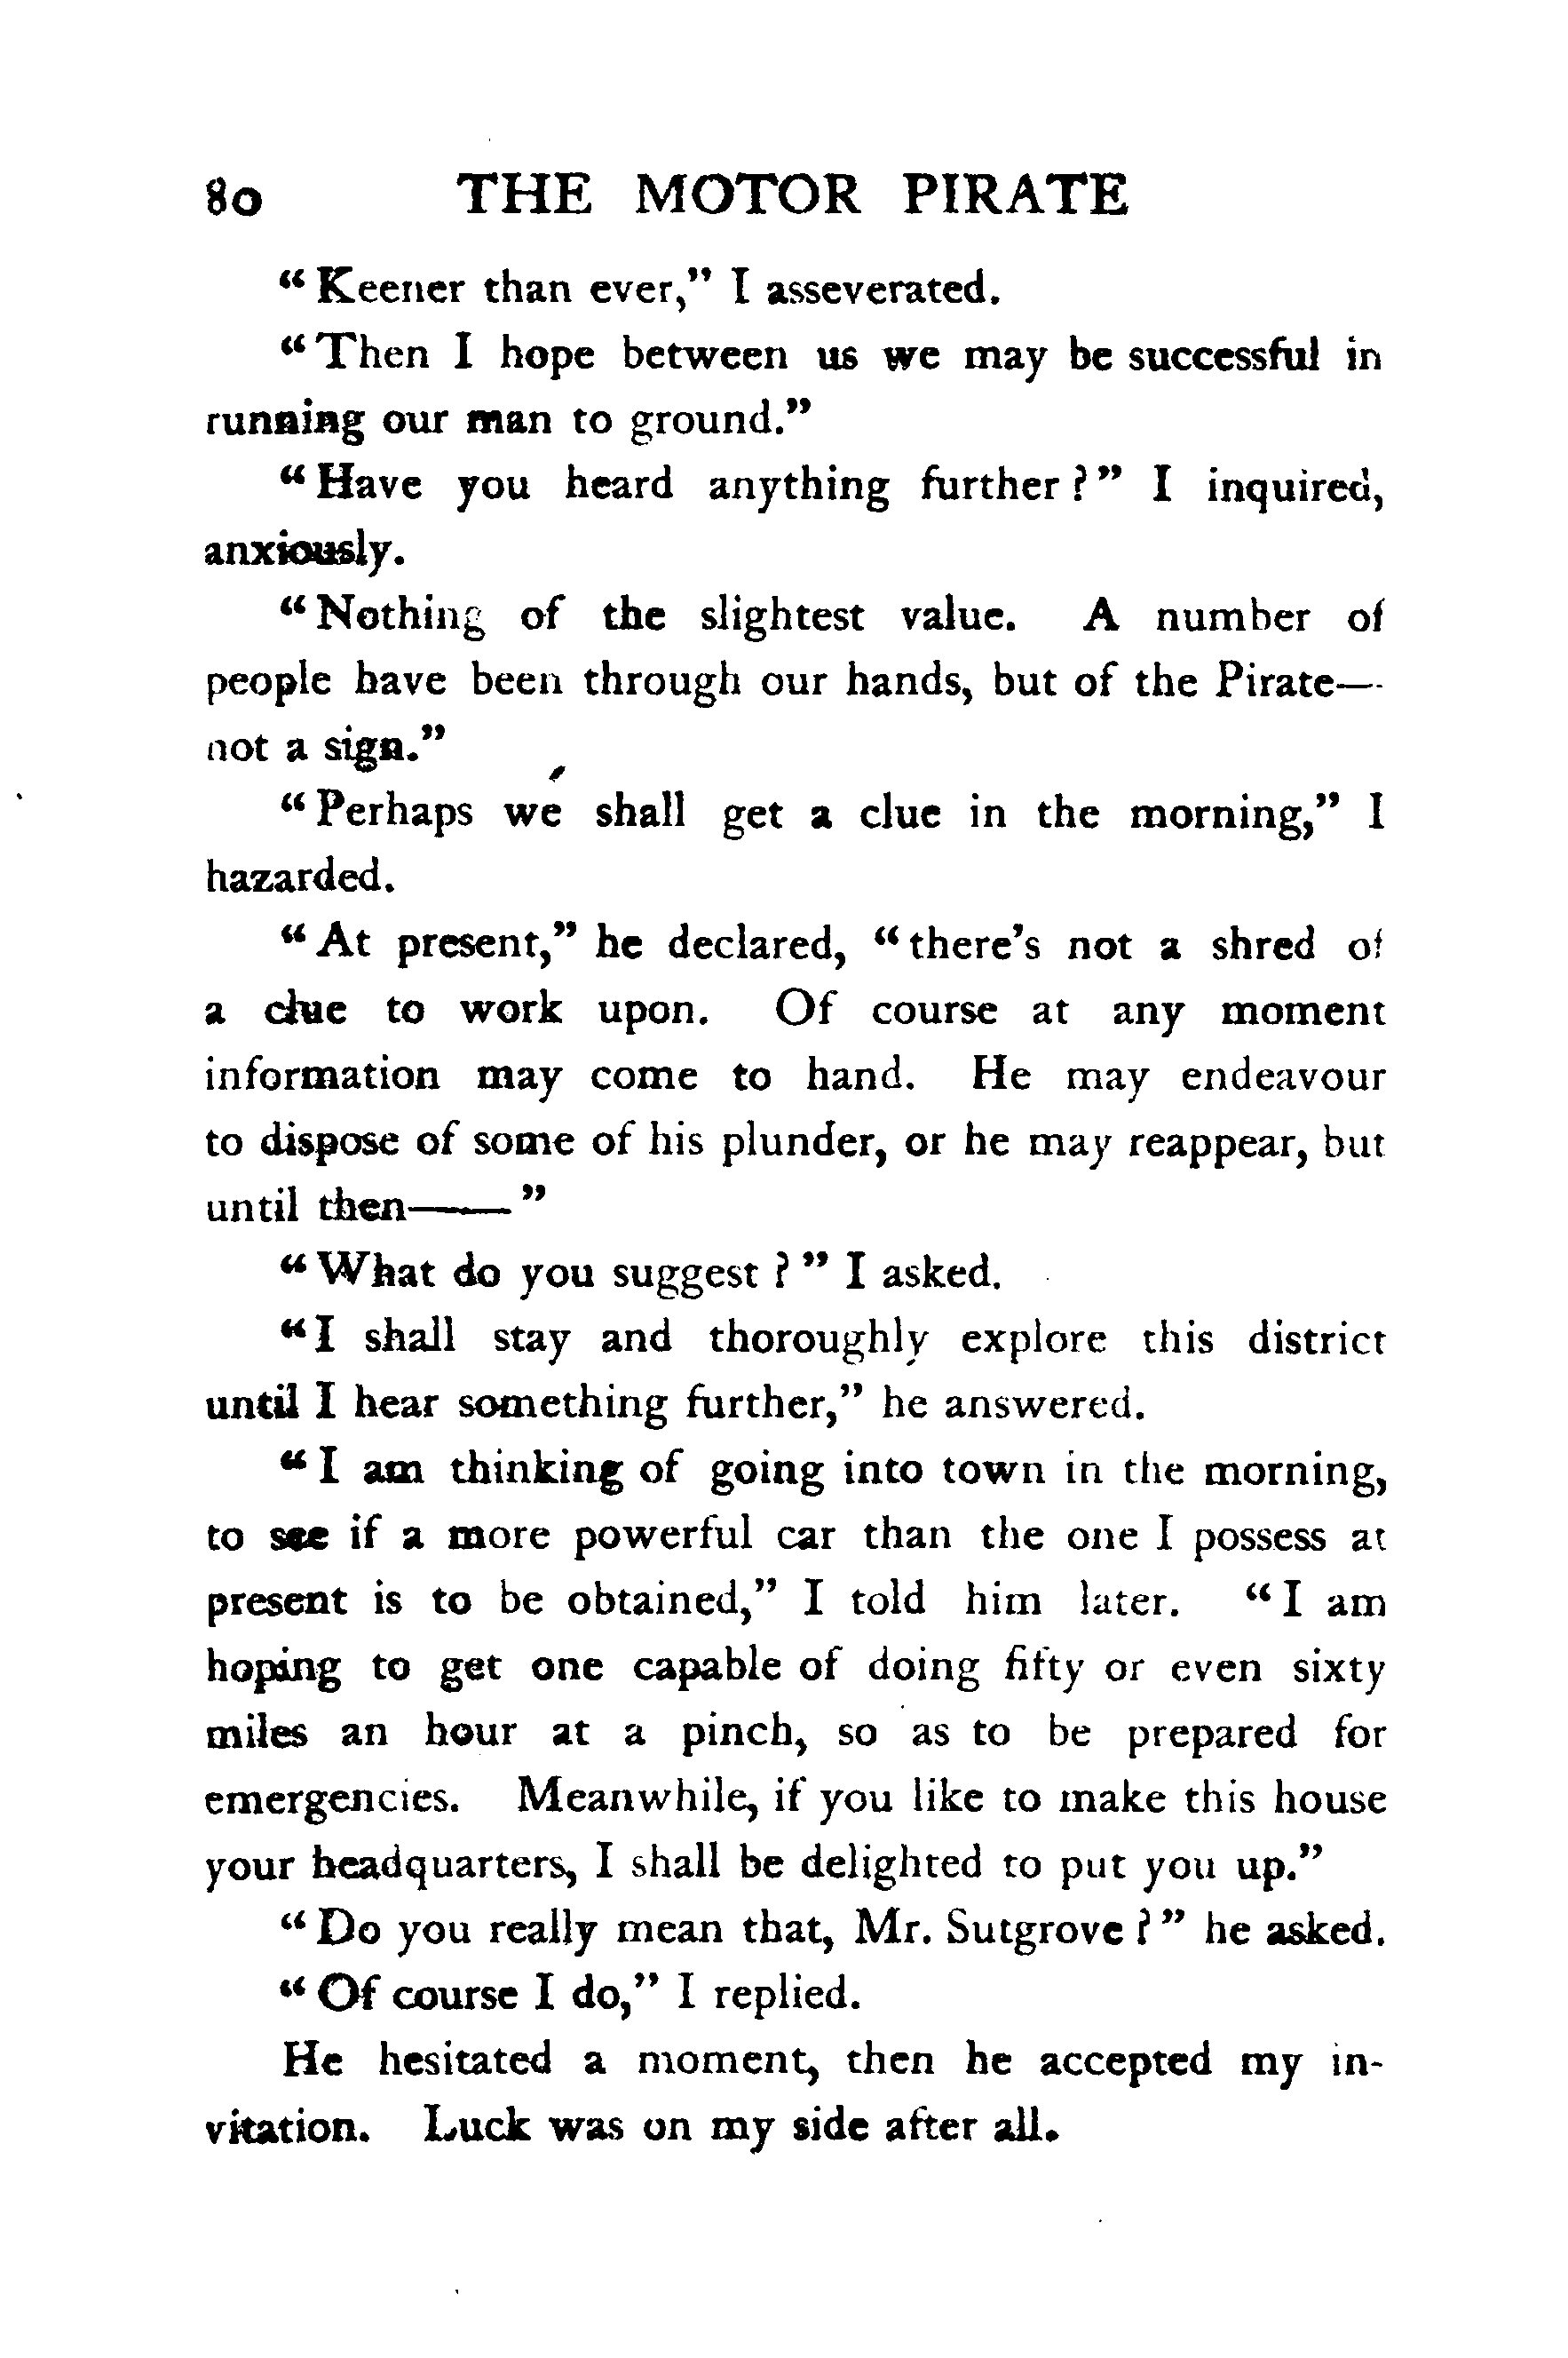 80 THE MOTOR PIRATE
“Keener than ever,” I asseverated.
“Then I hope between us we may be successful in
running our man to ground.”
“Have you heard anything further?” I inquired,
anxiously.
“Nothing of the slightest value. A number of
people have been through our hands, but of the Pirate—
not a sign.”
“Perhaps we shall get a clue in the morning,” I
hazarded.
“At present,” he declared, “there’s not a shred of
a clue to work upon. Of course at any moment
information may come to hand. He may endeavour
to dispose of some of his plunder, or he may reappear, but
until then——”
“What do you suggest?” I asked.
“I shall stay and thoroughly explore this district
until I hear something further,” he answered.
“I am thinking of going into town in the morning,
to see if a more powerful car than the one I possess at
present is to be obtained,” I told him later. “I am
hoping to get one capable of doing fifty or even sixty
miles an hour at a pinch, so as to be prepared for
emergencies. Meanwhile, if you like to make this house
your headquarters, I shall be delighted to put you up.”
“Do you really mean that, Mr. Sutgrove?” he asked.
“Of course I do,” I replied.
He hesitated a moment, then he accepted my in-
vitation. Luck was on my side after all.